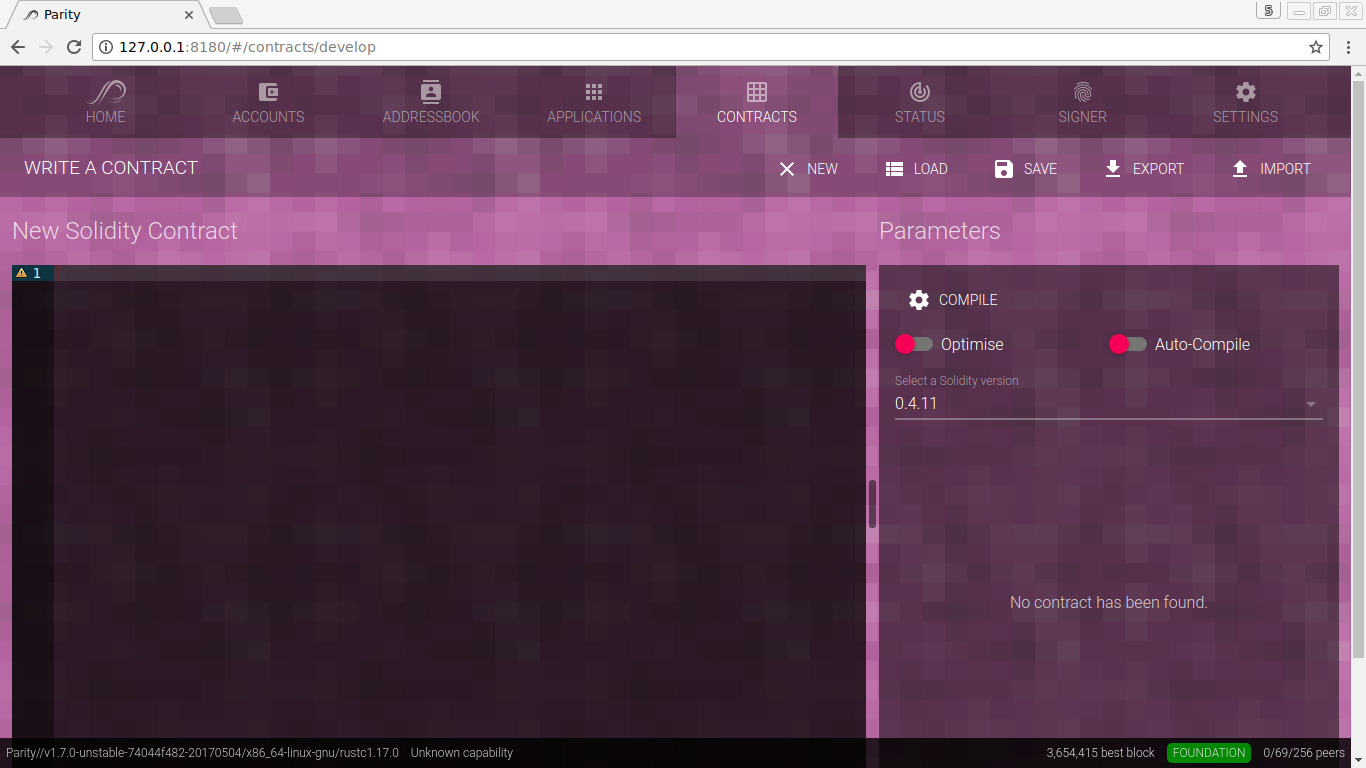 Parity
5
127.0.0.1:8180/#/contracts/develop
HOME ACCOUNTS ADDRESSBOOK APPLICATIONS CONTRACTS STATUS SIGNER SETTINGS
WRITE A CONTRACT NEW LOAD SAVE EXPORT IMPORT
New Solidity Contract
Parameters
1
COMPILE
Optimise Auto-Compile
Select a Solidity version
0.4.11
No contract has been found.
Parity//v1.7.0-unstable-74044f482-20170504/x86_64-linux-gnu/rustc1.17.0 Unknown capability 3,654,415 best block FOUNDATION 0/69/256 peers